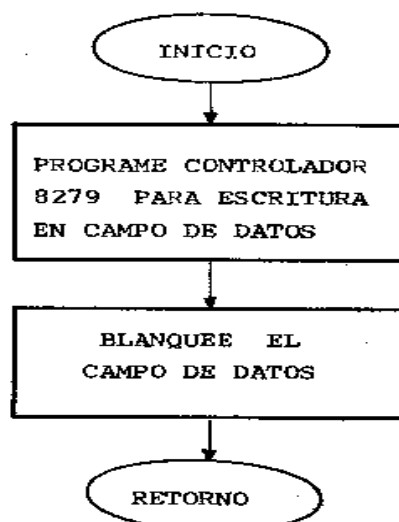 INICIO
PROGRAME CONTROLADOR
8279 PARA ESCRITURA
EN CAMPO DE DATOS
BLANQUEE EL
CAMPO DE DATOS
RETORNO